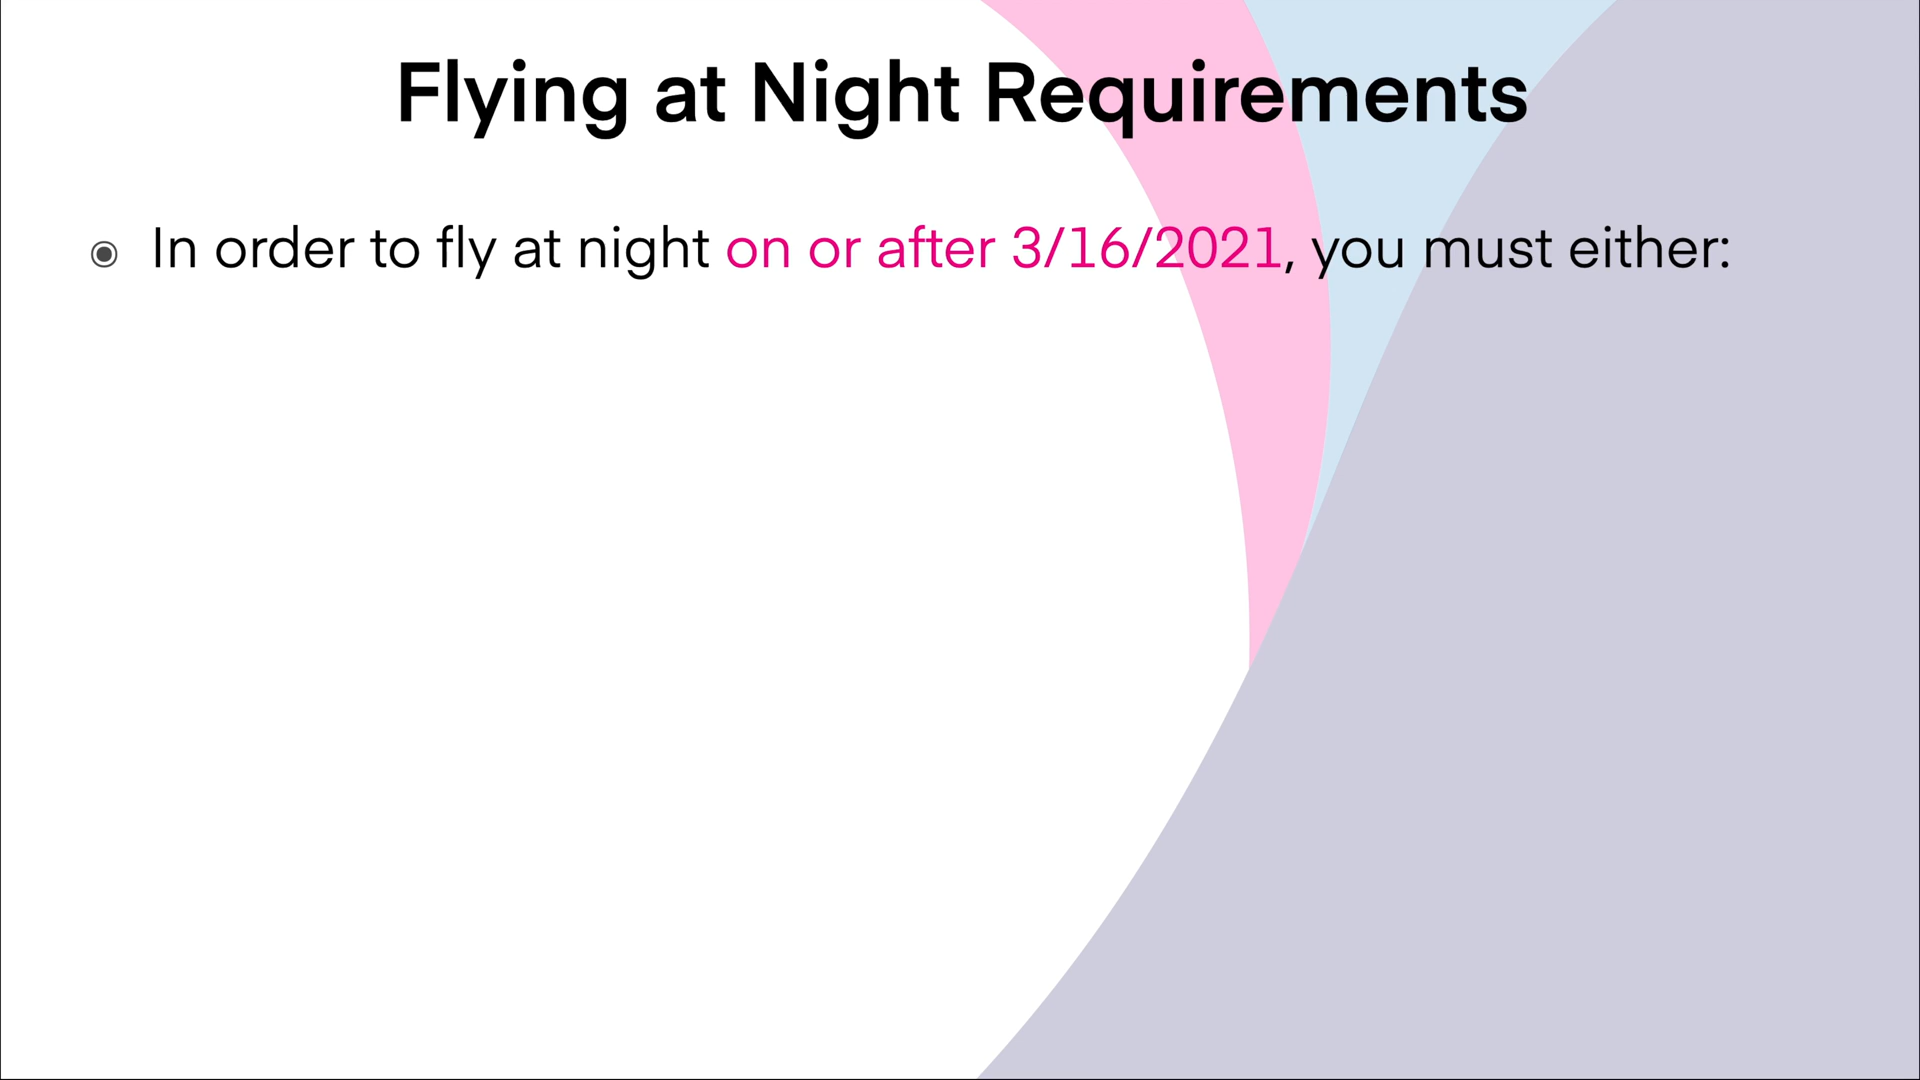 Flying at Night Requirements
In order to fly at night on or after 3/16/2021, you must either: